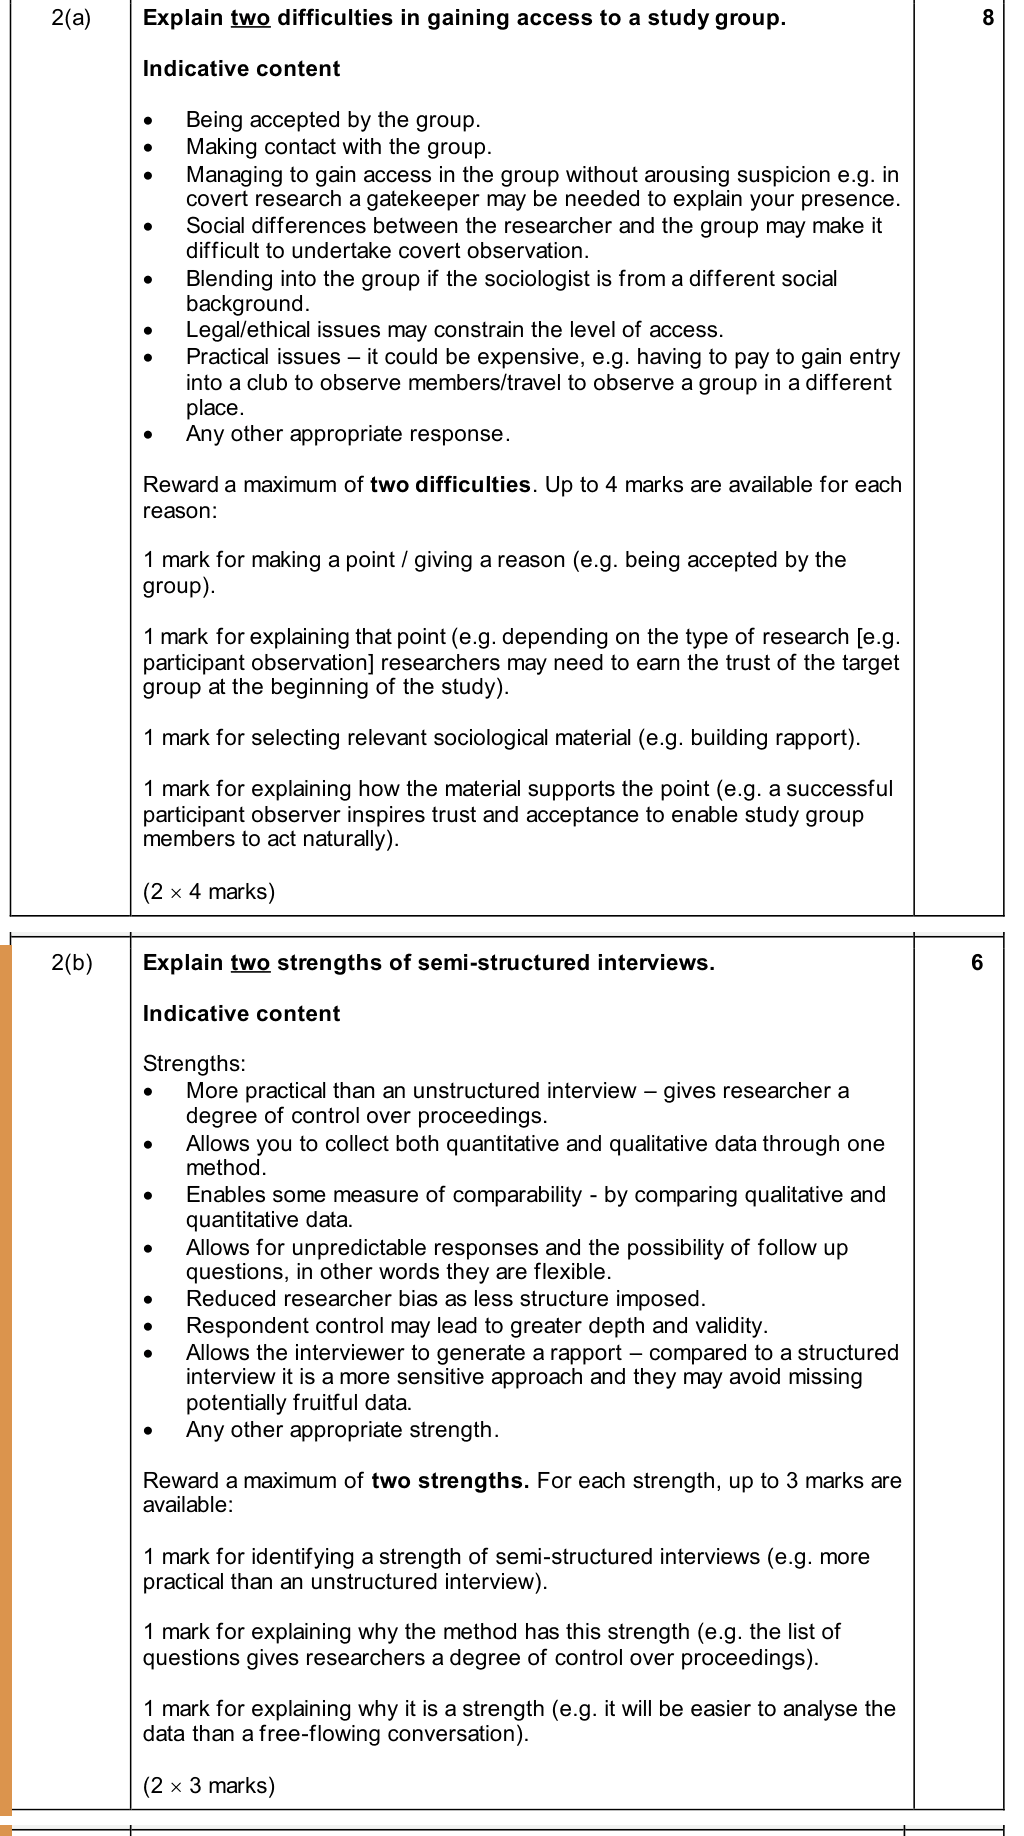 2(a) Explain two difficulties in gaining access to a study group. 8
Indicative content
• Being accepted by the group.
• Making contact with the group.
• Managing to gain access in the group without arousing suspicion e.g. in
covert research a gatekeeper may be needed to explain your presence.
• Social differences between the researcher and the group may make it
difficult to undertake covert observation.
• Blending into the group if the sociologist is from a different social
background.
• Legal/ethical issues may constrain the level of access.
• Practical issues – it could be expensive, e.g. having to pay to gain entry
into a club to observe members/travel to observe a group in a different
place.
• Any other appropriate response.
Reward a maximum of two difficulties. Up to 4 marks are available for each
reason:
1 mark for making a point / giving a reason (e.g. being accepted by the
group).
1 mark for explaining that point (e.g. depending on the type of research [e.g.
participant observation] researchers may need to earn the trust of the target
group at the beginning of the study).
1 mark for selecting relevant sociological material (e.g. building rapport).
1 mark for explaining how the material supports the point (e.g. a successful
participant observer inspires trust and acceptance to enable study group
members to act naturally).
(2 × 4 marks)
2(b) Explain two strengths of semi-structured interviews. 6
Indicative content
Strengths:
• More practical than an unstructured interview – gives researcher a
degree of control over proceedings.
• Allows you to collect both quantitative and qualitative data through one
method.
• Enables some measure of comparability - by comparing qualitative and
quantitative data.
• Allows for unpredictable responses and the possibility of follow up
questions, in other words they are flexible.
• Reduced researcher bias as less structure imposed.
• Respondent control may lead to greater depth and validity.
• Allows the interviewer to generate a rapport – compared to a structured
interview it is a more sensitive approach and they may avoid missing
potentially fruitful data.
• Any other appropriate strength.
Reward a maximum of two strengths. For each strength, up to 3 marks are
available:
1 mark for identifying a strength of semi-structured interviews (e.g. more
practical than an unstructured interview).
1 mark for explaining why the method has this strength (e.g. the list of
questions gives researchers a degree of control over proceedings).
1 mark for explaining why it is a strength (e.g. it will be easier to analyse the
data than a free-flowing conversation).
(2 × 3 marks)